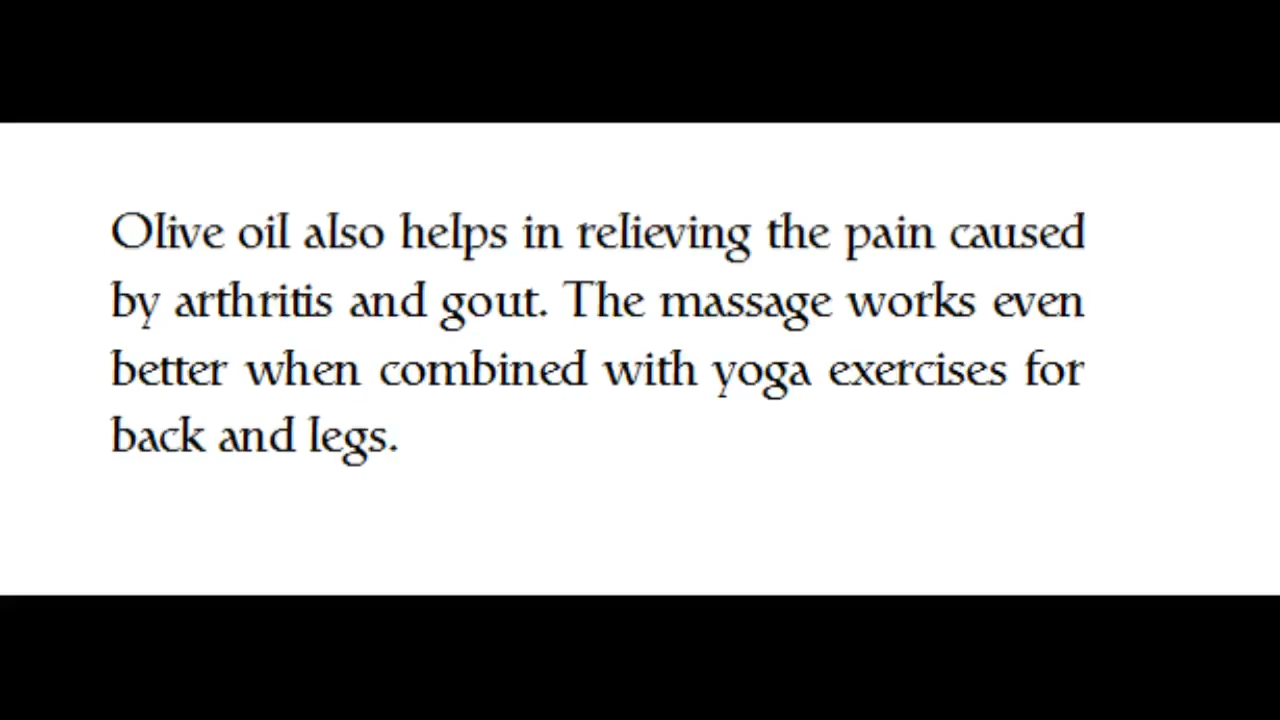 Olive oil also helps in relieving the pain caused
by arthritis and gout. The massage works even
better when combined with yoga exercises for
back and legs.